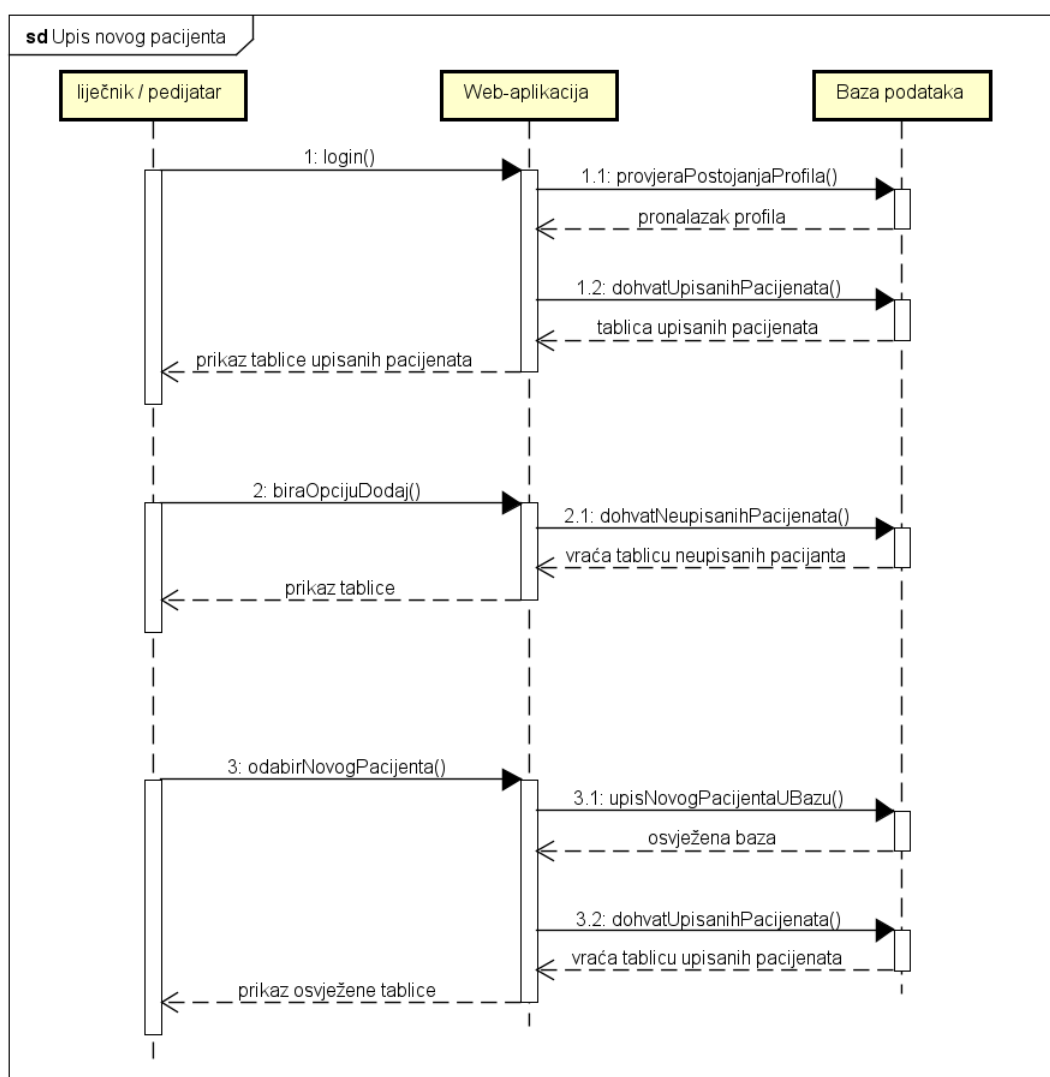 sd Upis novog pacijenta
liječnik / pedijatar
Web-aplikacija
Baza podataka
1: login()
1.1: provjeraPostojanjaProfila()
pronalazak profila
1.2: dohvatUpisanihPacijenata()
tablica upisanih pacijenata
prikaz tablice upisanih pacijenata
2: biraOpcijuDodaj()
2.1: dohvatNeupisanihPacijenata()
vraća tablicu neupisanih pacijanta
prikaz tablice
3: odabirNovogPacijenta()
3.1: upisNovogPacijentaUBazu()
osvježena baza
3.2: dohvatUpisanihPacijenata()
vraća tablicu upisanih pacijenata
prikaz osvježene tablice